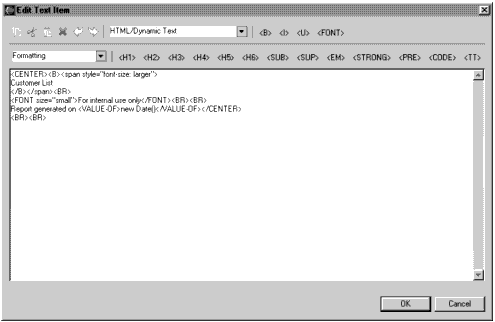 Edit Text Item
HTML/Dynamic Text <B> <I> <U> <FONT>
Formatting <H1> <H2> <H3> <H4> <H5> <H6> <SUB> <SUP> <EM> <STRONG> <PRE> <CODE> <TT>
<CENTER><B><span style="font-size: larger">
Customer List
</B></span><BR>
<FONT size="small">For internal use only</FONT><BR><BR>
Report generated on <VALUE-OF>new Date()</VALUE-OF></CENTER>
<BR><BR>
OK Cancel